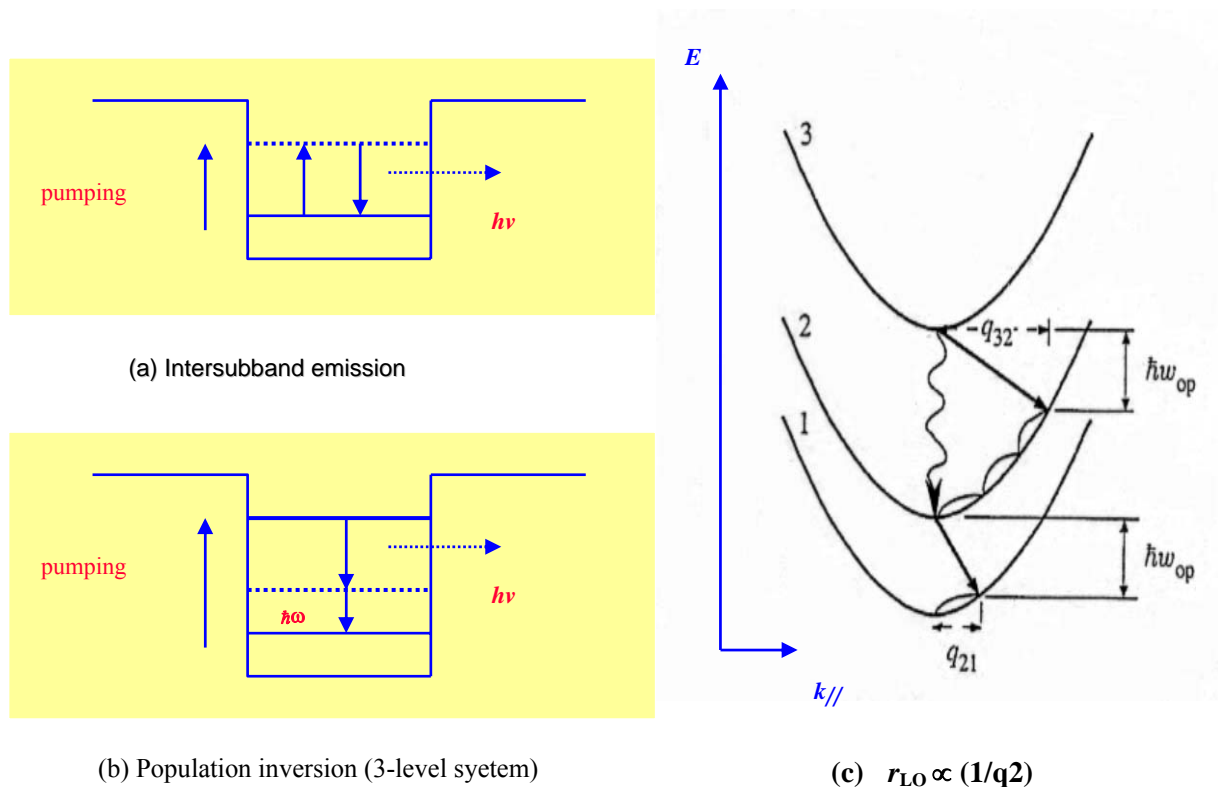 pumping
hν
(a) Intersubband emission
pumping
ħω
hν
(b) Population inversion (3-level syetem)
E
3
2
1
q32
ħwop
ħwop
q21
k//
(c) rLO ∝ (1/q2)